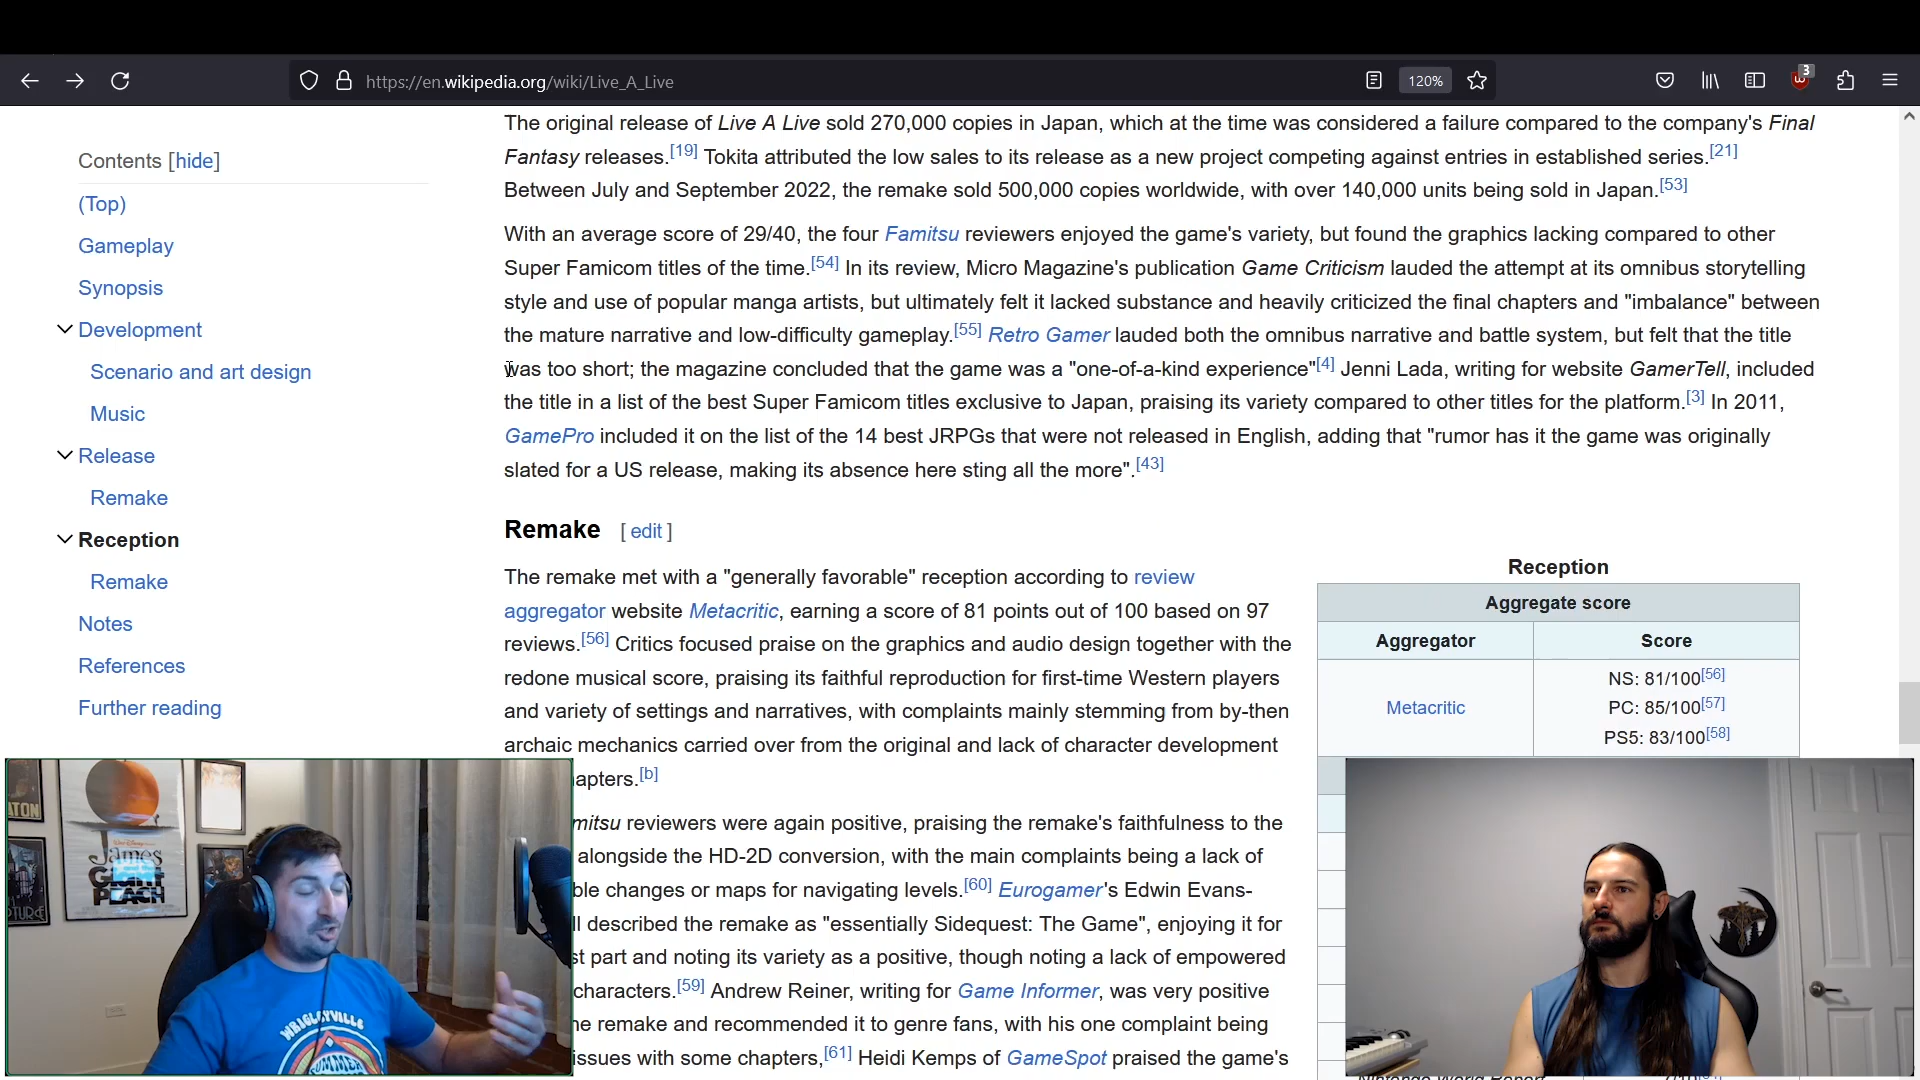 https://en.wikipedia.org/wiki/Live_A_Live
120%
3
Contents [hide]
(Top)
Gameplay
Synopsis
Development
Scenario and art design
Music
Release
Remake
Reception
Remake
Notes
References
Further reading
The original release of Live A Live sold 270,000 copies in Japan, which at the time was considered a failure compared to the company's Final
Fantasy releases.[19] Tokita attributed the low sales to its release as a new project competing against entries in established series.[21]
Between July and September 2022, the remake sold 500,000 copies worldwide, with over 140,000 units being sold in Japan.[53]
With an average score of 29/40, the four Famitsu reviewers enjoyed the game's variety, but found the graphics lacking compared to other
Super Famicom titles of the time.[54] In its review, Micro Magazine's publication Game Criticism lauded the attempt at its omnibus storytelling
style and use of popular manga artists, but ultimately felt it lacked substance and heavily criticized the final chapters and "imbalance" between
the mature narrative and low-difficulty gameplay.[55] Retro Gamer lauded both the omnibus narrative and battle system, but felt that the title
was too short; the magazine concluded that the game was a "one-of-a-kind experience"[4] Jenni Lada, writing for website GamerTell, included
the title in a list of the best Super Famicom titles exclusive to Japan, praising its variety compared to other titles for the platform.[3] In 2011,
GamePro included it on the list of the 14 best JRPGs that were not released in English, adding that "rumor has it the game was originally
slated for a US release, making its absence here sting all the more".[43]
Remake [ edit ]
The remake met with a "generally favorable" reception according to review
aggregator website Metacritic, earning a score of 81 points out of 100 based on 97
reviews.[56] Critics focused praise on the graphics and audio design together with the
redone musical score, praising its faithful reproduction for first-time Western players
and variety of settings and narratives, with complaints mainly stemming from by-then
archaic mechanics carried over from the original and lack of character development
apters.[b]
mitsu reviewers were again positive, praising the remake's faithfulness to the
alongside the HD-2D conversion, with the main complaints being a lack of
ble changes or maps for navigating levels.[60] Eurogamer's Edwin Evans-
ll described the remake as "essentially Sidequest: The Game", enjoying it for
st part and noting its variety as a positive, though noting a lack of empowered
characters.[59] Andrew Reiner, writing for Game Informer, was very positive
he remake and recommended it to genre fans, with his one complaint being
issues with some chapters,[61] Heidi Kemps of GameSpot praised the game's
Reception
Aggregate score
Aggregator Score
Metacritic
NS: 81/100[56]
PC: 85/100[57]
PS5: 83/100[58]
James
GIANT
PEACH
WRIGLEYVILLE
SUMMER